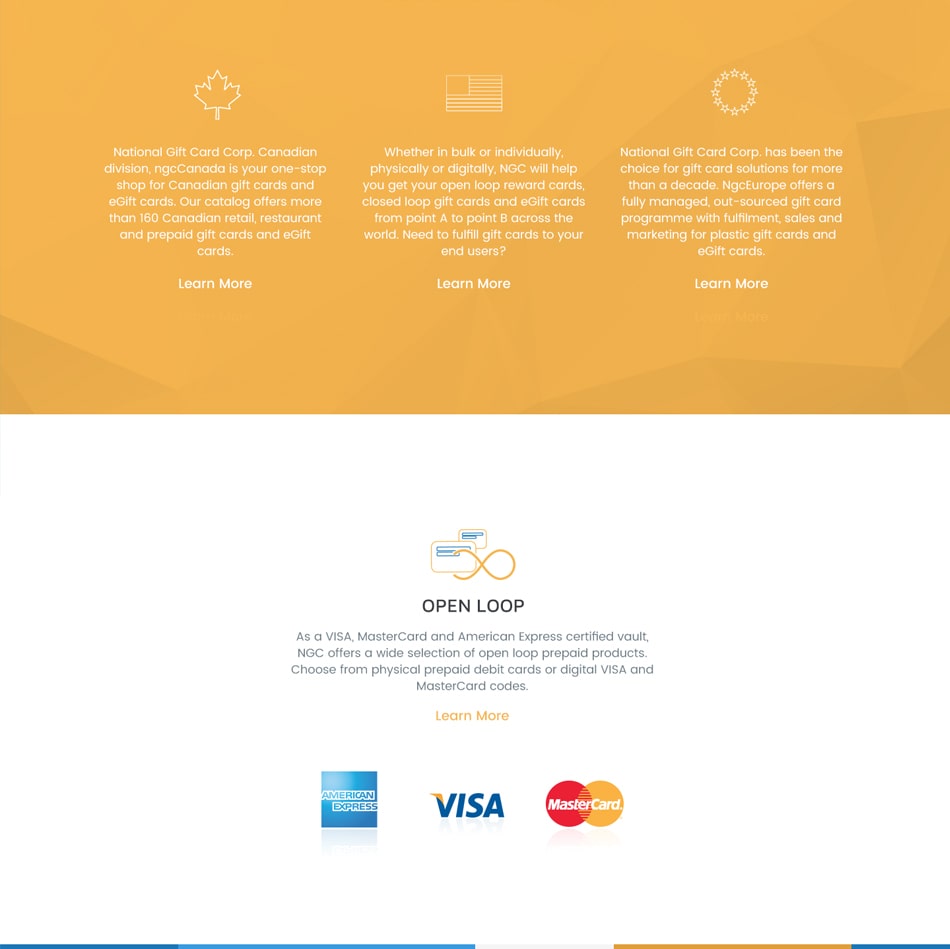 National Gift Card Corp. Canadian
division, ngcCanada is your one-stop
shop for Canadian gift cards and
eGift cards. Our catalog offers more
than 160 Canadian retail, restaurant
and prepaid gift cards and eGift
cards.
Learn More
Learn More
Whether in bulk or individually,
physically or digitally, NGC will help
you get your open loop reward cards,
closed loop gift cards and eGift cards
from point A to point B across the
world. Need to fulfill gift cards to your
end users?
Learn More
National Gift Card Corp. has been the
choice for gift card solutions for more
than a decade. NgcEurope offers a
fully managed, out-sourced gift card
programme with fulfilment, sales and
marketing for plastic gift cards and
eGift cards.
Learn More
Learn More
OPEN LOOP
As a VISA, MasterCard and American Express certified vault,
NGC offers a wide selection of open loop prepaid products.
Choose from physical prepaid debit cards or digital VISA and
MasterCard codes.
Learn More
AMERICAN
EXPRESS
VISA
MasterCard.